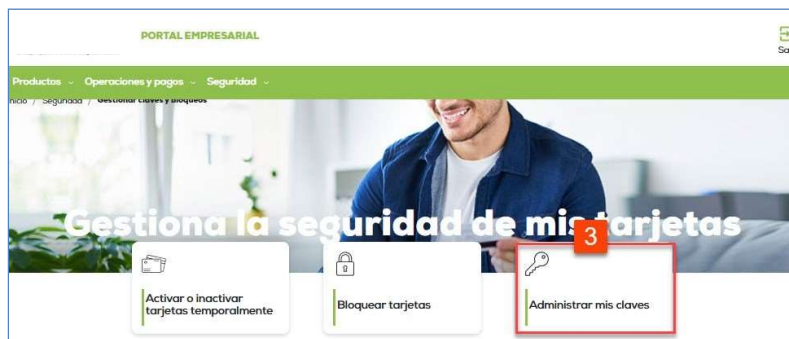 PORTAL EMPRESARIAL
Productos Operaciones y pagos Seguridad
/ Seguridad / Gestionar claves y bloqueos
Gestiona la seguridad de mis tarjetas
3
Activar o inactivar
tarjetas temporalmente
Bloquear tarjetas
Administrar mis claves